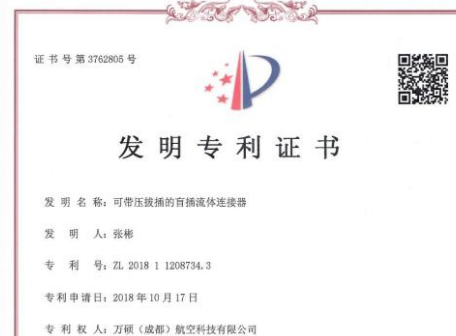 证书号第3762805号
发明专利证书
发明名称：可带压拔插的盲插流体连接器
发明人：张彬
专利号：ZL 2018 1 1208734.3
专利申请日：2018年10月17日
专利权人：万硕（成都）航空科技有限公司